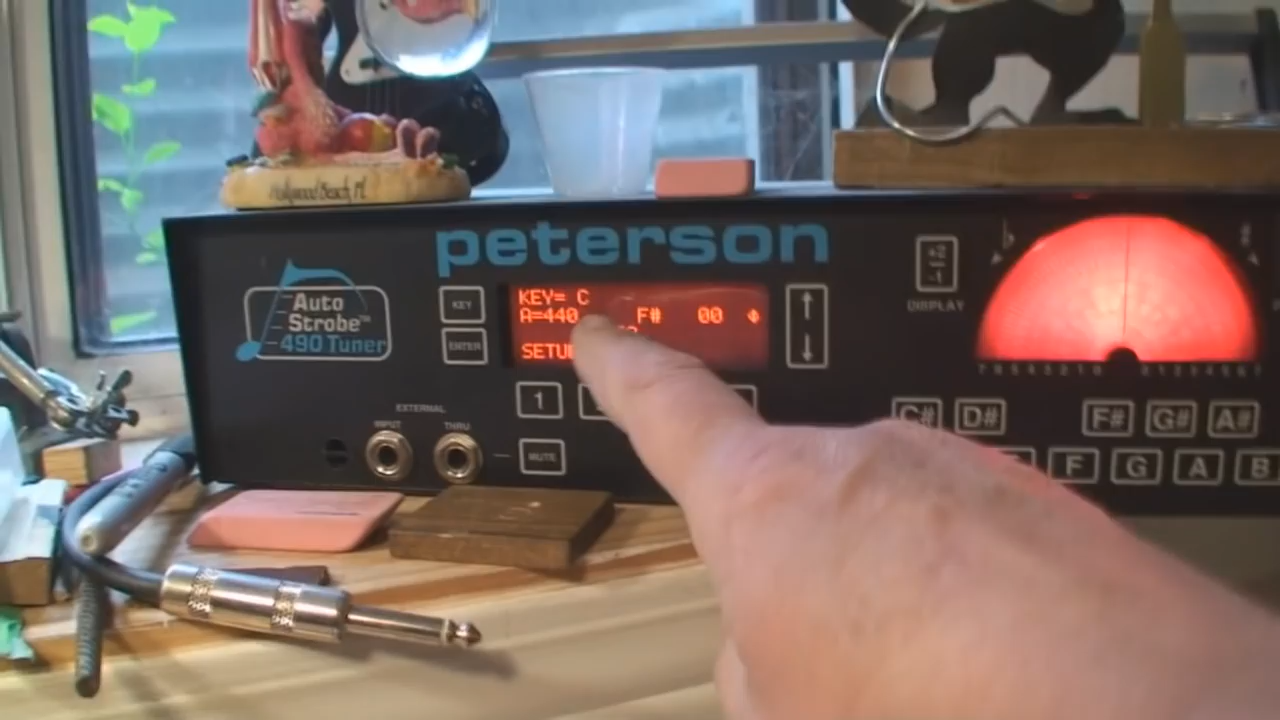 Hollywood Beach Fl
peterson
Auto
Strobe™
490 Tuner
KEY
ENTER
KEY= C
A=440 F# 00
+2
-1
DISPLAY
♭
EXTERNAL
INPUT
THRU
1
MUTE
C# D# F# G# A#
F G A B